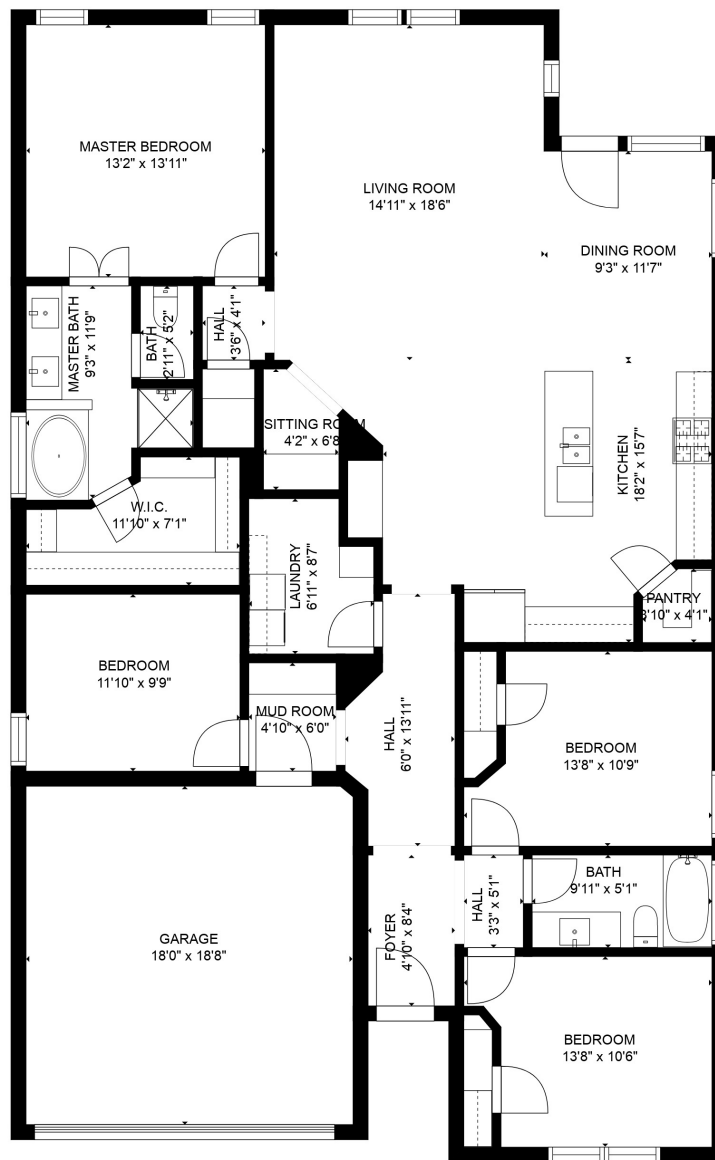 MASTER BEDROOM
13'2" x 13'11"
LIVING ROOM
14'11" x 18'6"
DINING ROOM
9'3" x 11'7"
MASTER BATH
9'3" x 11'9"
BATH
2'11" x 5'2"
HALL
3'6" x 4'1"
SITTING ROOM
4'2" x 6'8
KITCHEN
18'2" x 15'7"
W.I.C.
11'10" x 7'1"
LAUNDRY
6'11" x 8'7"
PANTRY
3'10" x 4'1"
BEDROOM
11'10" x 9'9"
MUD ROOM
4'10" x 6'0"
HALL
6'0" x 13'11"
BEDROOM
13'8" x 10'9"
BATH
9'11" x 5'1"
HALL
3'3" x 5'1"
FOYER
4'10" x 8'4"
GARAGE
18'0" x 18'8"
BEDROOM
13'8" x 10'6"